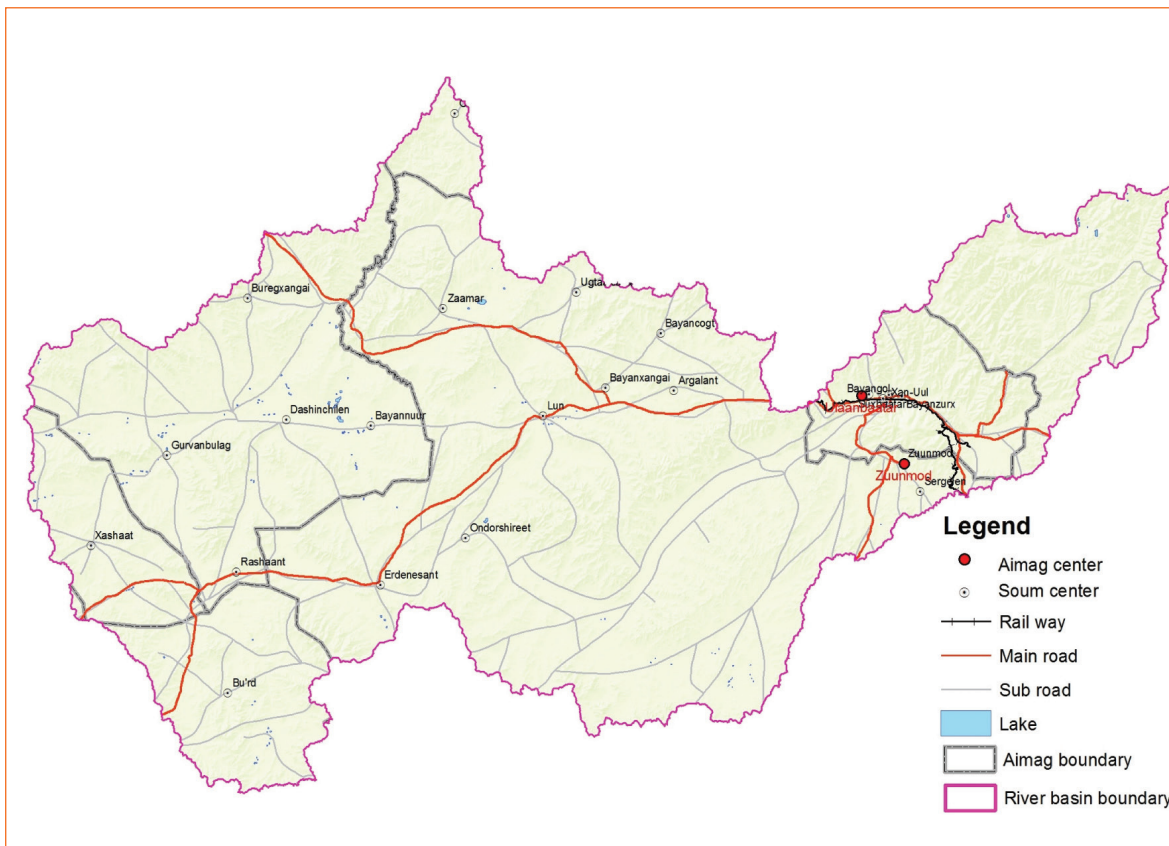 Buregxangai
Zaamar
Bayancogt
Bayanxangai
Argalant
Lun
Dashinchilen
Bayannuur
Gurvanbulag
Xashaat
Rashaant
Erdenesant
Ondorshireet
Bu'rd
Bayangol
Xan-Uul
Bayanzurx
Zuunmod
Zuunmod
Sergelen
Legend
Aimag center
Soum center
Rail way
Main road
Sub road
Lake
Aimag boundary
River basin boundary